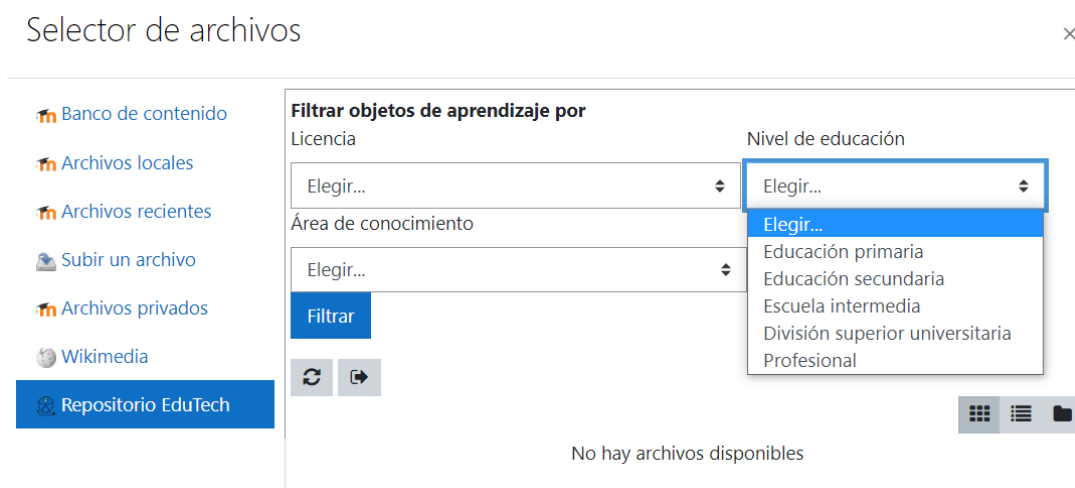 Selector de archivos
Banco de contenido
Archivos locales
Archivos recientes
Subir un archivo
Archivos privados
Wikimedia
Repositorio EduTech
Filtrar objetos de aprendizaje por
Licencia
Elegir...
Nivel de educación
Elegir...
Elegir...
Educación primaria
Educación secundaria
Escuela intermedia
División superior universitaria
Profesional
Área de conocimiento
Elegir...
Filtrar
No hay archivos disponibles